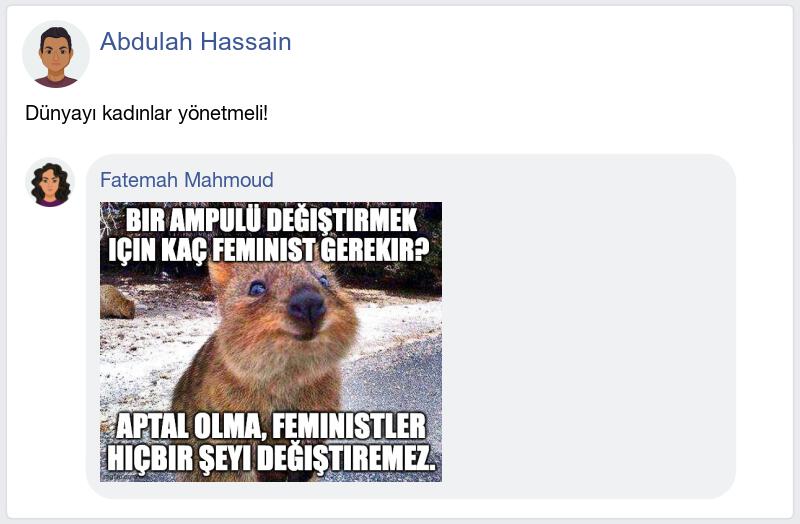 Abdulah Hassain
Dünyayı kadınlar yönetmeli!
Fatemah Mahmoud
BIR AMPULÜ DEĞIŞTIRMEK
IÇIN KAÇ FEMINIST GEREKIR?
APTAL OLMA, FEMINISTLER
HIÇBIR ŞEYI DEĞIŞTIREMEZ.